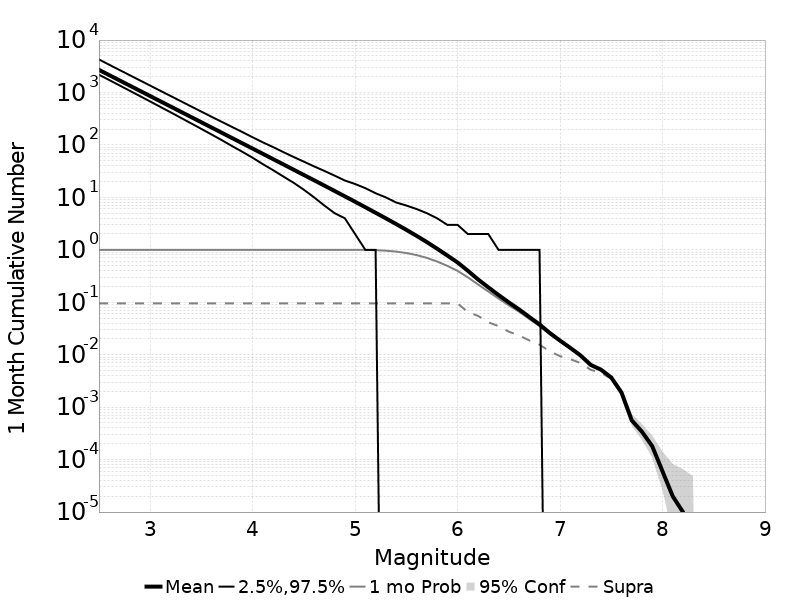 1 Month Cumulative Number
10^4
10^3
10^2
10^1
10^0
10^-1
10^-2
10^-3
10^-4
10^-5
3 4 5 6 7 8 9
Magnitude
Mean 2.5%,97.5% 1 mo Prob 95% Conf Supra